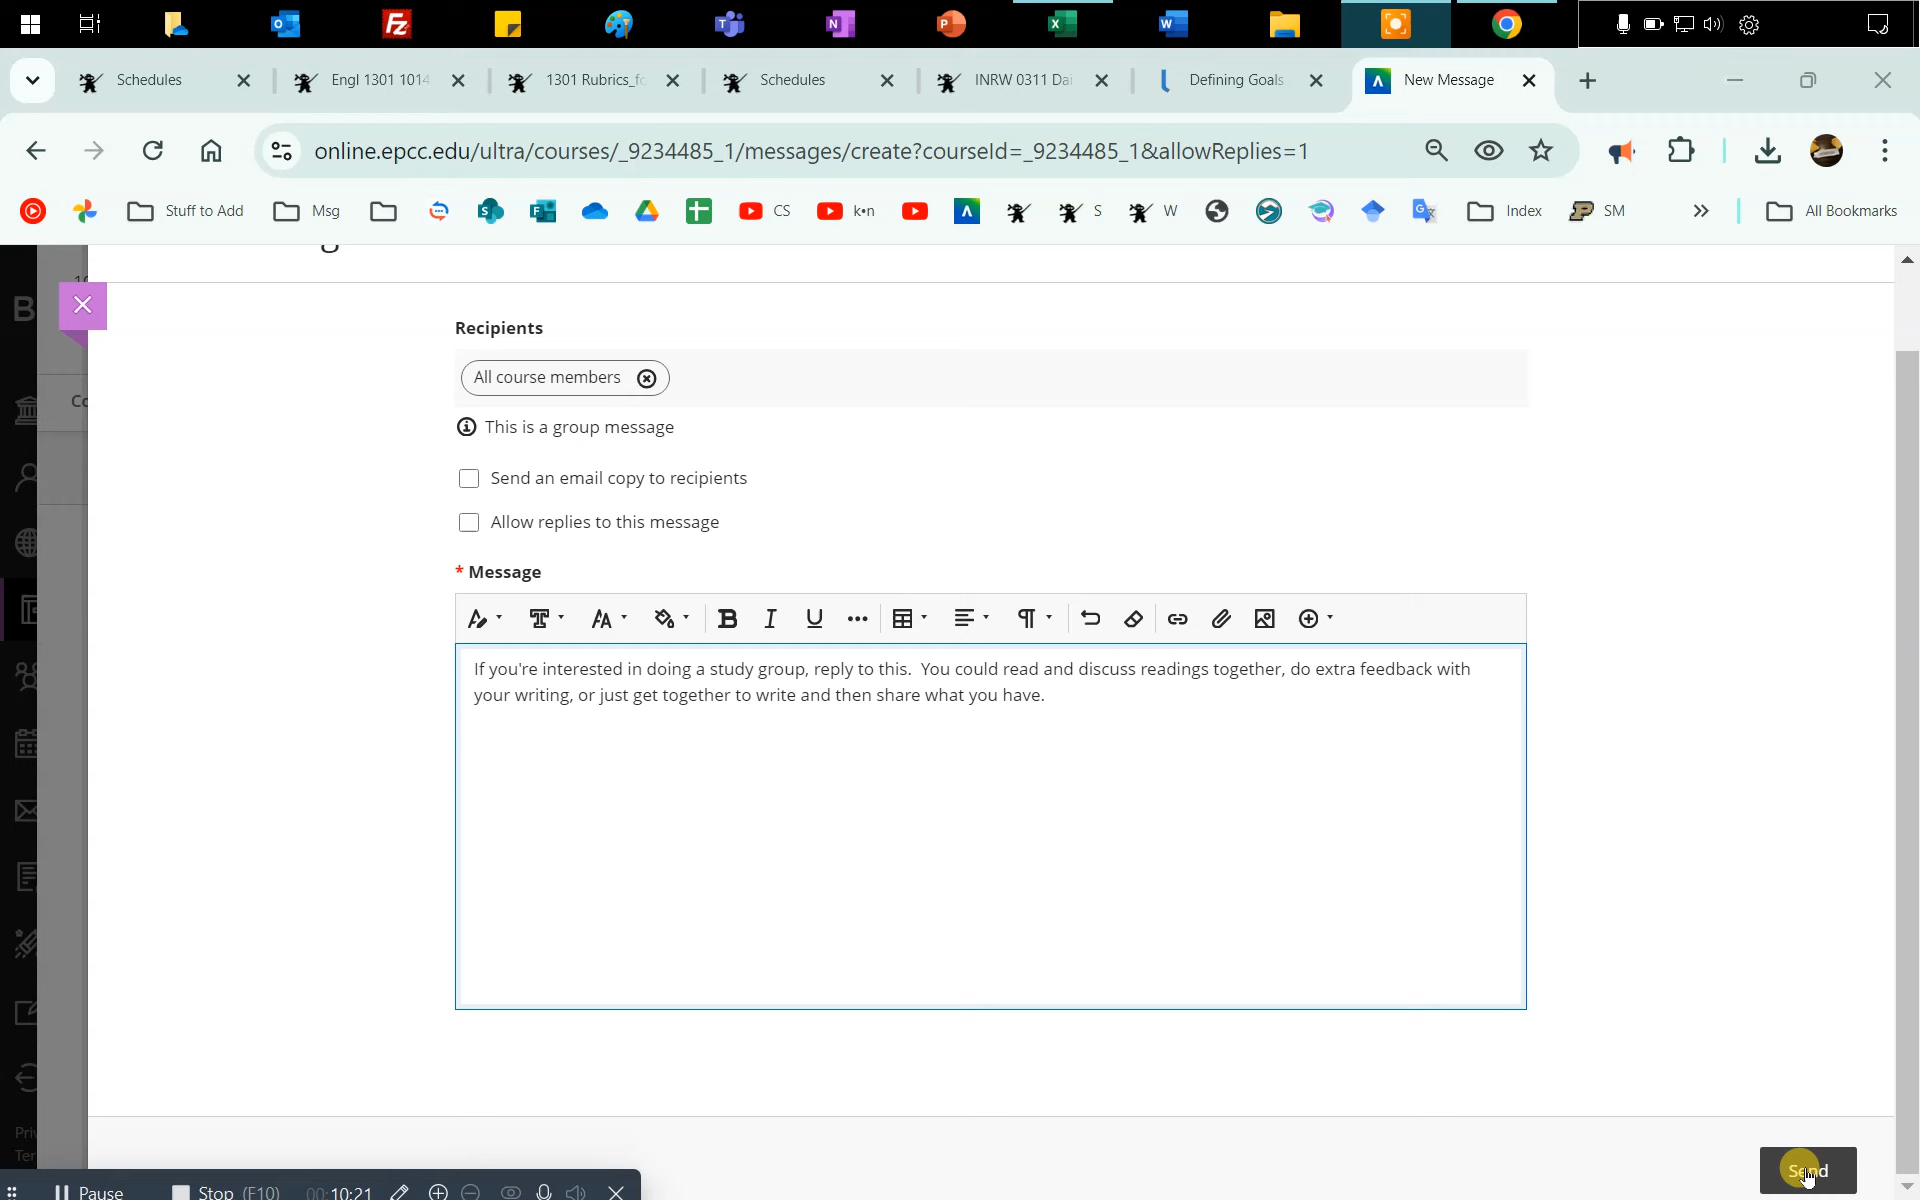 Schedules
Engl 1301 1014
1301 Rubrics_fo
Schedules
INRW 0311 Dai
Defining Goals
New Message
online.epcc.edu/ultra/courses/_9234485_1/messages/create?courseId=_9234485_1&allowReplies=1
Stuff to Add
Msg
CS
k•n
S
W
Index
SM
All Bookmarks
Recipients
All course members
This is a group message
Send an email copy to recipients
Allow replies to this message
* Message
If you're interested in doing a study group, reply to this. You could read and discuss readings together, do extra feedback with
your writing, or just get together to write and then share what you have.
Send
Pause
Stop (F10)
00:10:21